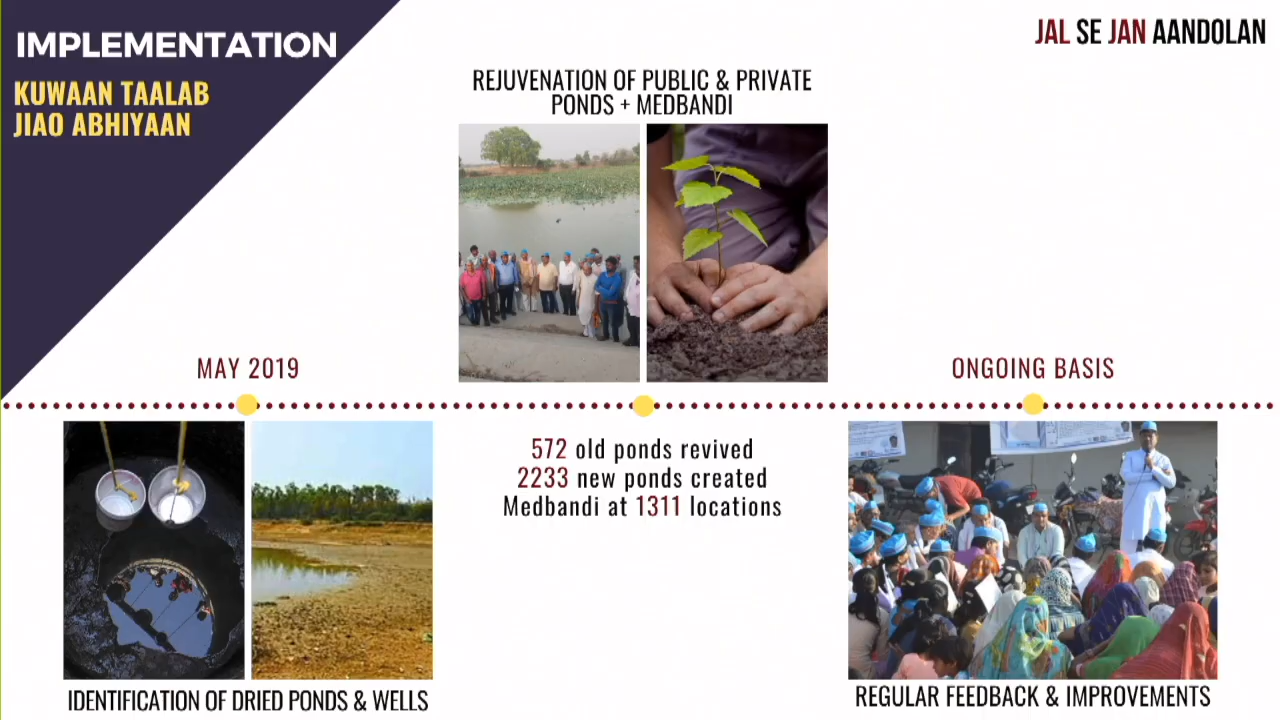 IMPLEMENTATION
KUWAAN TAALAB
JIAO ABHIYAAN
JAL SE JAN AANDOLAN
REJUVENATION OF PUBLIC & PRIVATE
PONDS + MEDBANDI
MAY 2019
ONGOING BASIS
572 old ponds revived
2233 new ponds created
Medbandi at 1311 locations
IDENTIFICATION OF DRIED PONDS & WELLS
REGULAR FEEDBACK & IMPROVEMENTS